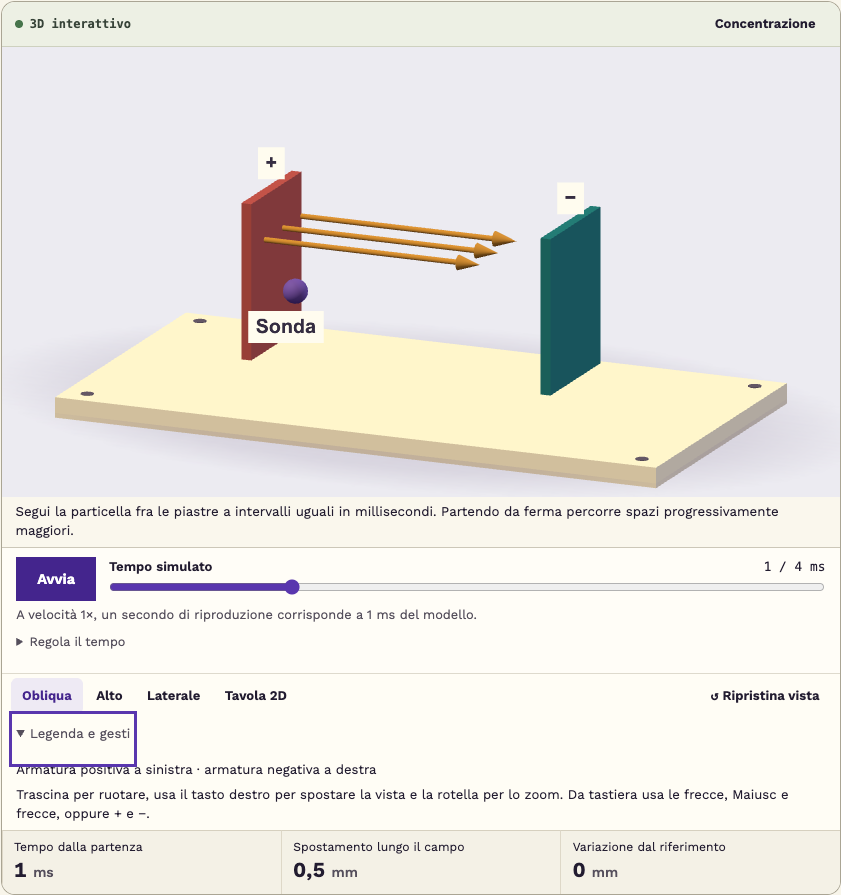 3D interattivo
Concentrazione
+
−
Sonda
Segui la particella fra le piastre a intervalli uguali in millisecondi. Partendo da ferma percorre spazi progressivamente
maggiori.
Avvia
Tempo simulato
1 / 4 ms
A velocità 1×, un secondo di riproduzione corrisponde a 1 ms del modello.
▶ Regola il tempo
Obliqua
Alto
Laterale
Tavola 2D
↺ Ripristina vista
▼ Legenda e gesti
Armatura positiva a sinistra · armatura negativa a destra
Trascina per ruotare, usa il tasto destro per spostare la vista e la rotella per lo zoom. Da tastiera usa le frecce, Maiusc e
frecce, oppure + e −.
Tempo dalla partenza
1 ms
Spostamento lungo il campo
0,5 mm
Variazione dal riferimento
0 mm